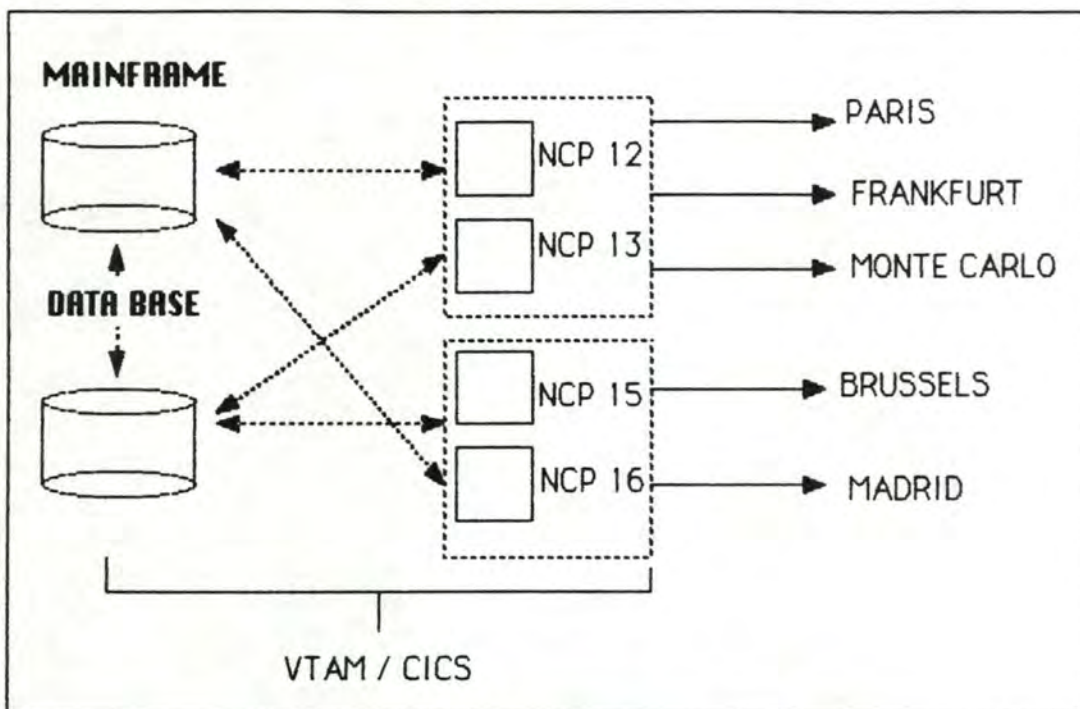 MAINFRAME
DATA BASE
NCP 12
NCP 13
NCP 15
NCP 16
PARIS
FRANKFURT
MONTE CARLO
BRUSSELS
MADRID
VTAM / CICS